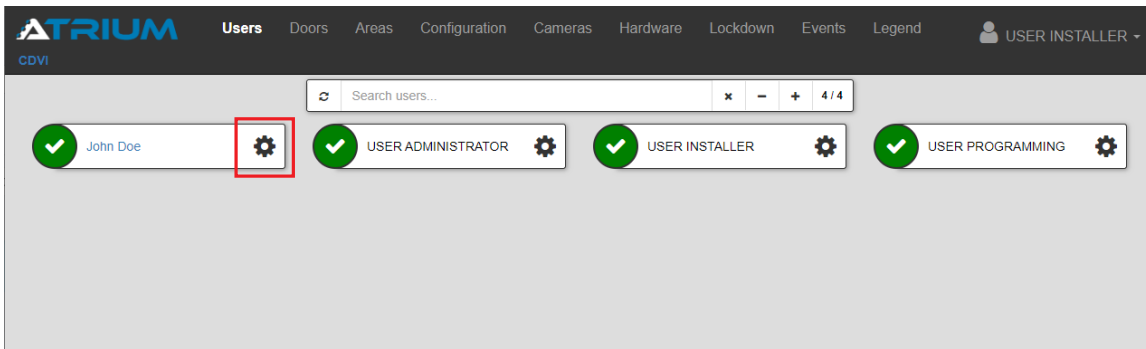 ATRIUM Users Doors Areas Configuration Cameras Hardware Lockdown Events Legend USER INSTALLER
CDVI
Search users... 4 / 4
John Doe USER ADMINISTRATOR USER INSTALLER USER PROGRAMMING